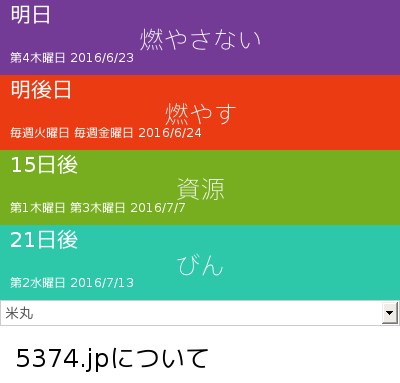 明日
燃やさない
第4木曜日 2016/6/23
明後日
燃やす
毎週火曜日 毎週金曜日 2016/6/24
15日後
資源
第1木曜日 第3木曜日 2016/7/7
21日後
びん
第2水曜日 2016/7/13
米丸
5374.jpについて